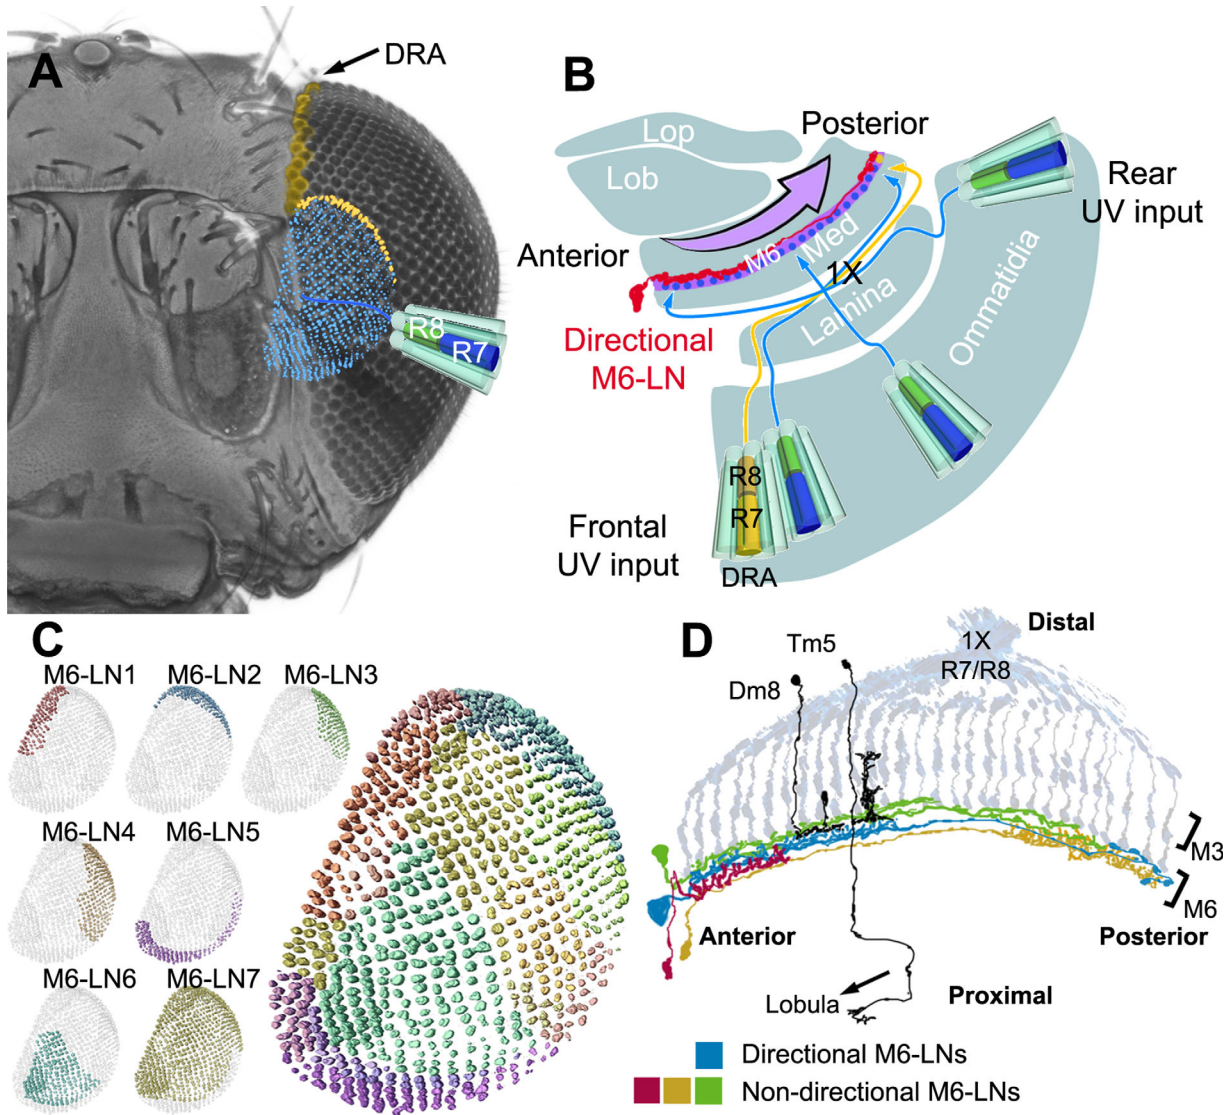 A
DRA
R8
R7
B
Lop
Lob
Posterior
Anterior
M6
Med
1X
Lamina
Ommatidia
Directional
M6-LN
Rear
UV input
Frontal
UV input
R8
R7
DRA
C
M6-LN1
M6-LN2
M6-LN3
M6-LN4
M6-LN5
M6-LN6
M6-LN7
D
Distal
1X
R7/R8
Tm5
Dm8
M3
M6
Anterior
Posterior
Lobula
Proximal
Directional M6-LNs
Non-directional M6-LNs